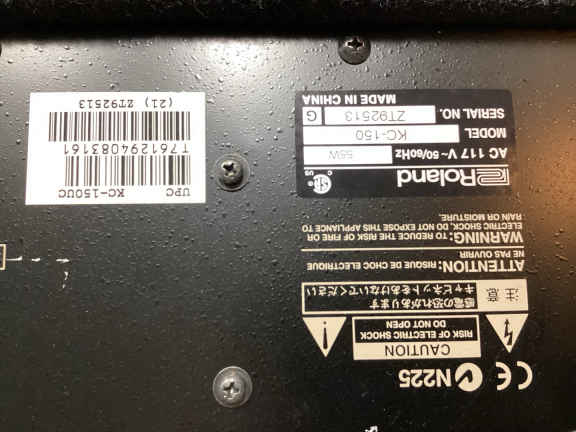 CE N225
CAUTION
RISK OF ELECTRIC SHOCK
DO NOT OPEN
注意
感電の恐れがあります
キャビネットをあけないでください
ATTENTION: RISQUE DE CHOC ELECTRIQUE
NE PAS OUVRIR
WARNING: TO REDUCE THE RISK OF FIRE OR
ELECTRIC SHOCK, DO NOT EXPOSE THIS APPLIANCE TO
RAIN OR MOISTURE.
Roland
C US
AC 117 V~ 50/60Hz 55W
MODEL KC-150
SERIAL NO. ZT92513 G
MADE IN CHINA
UPC KC-150UC
T761294083161
(21) ZT92513